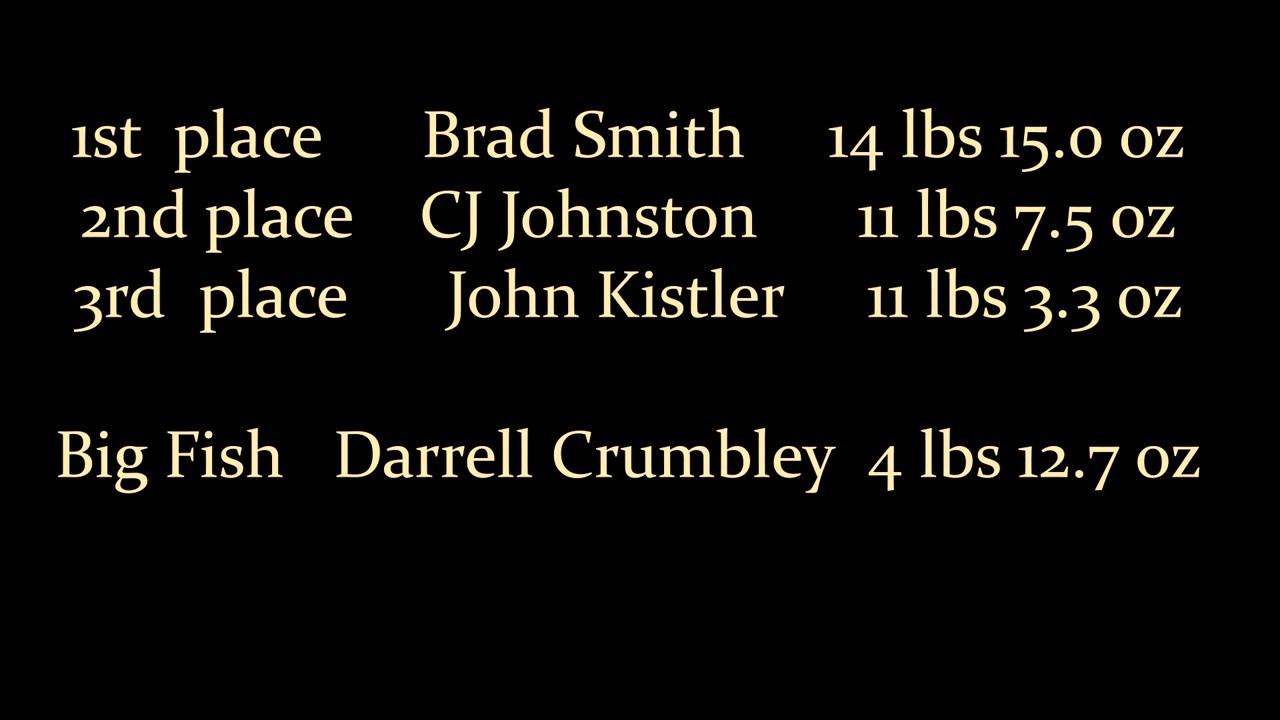 1st place Brad Smith 14 lbs 15.0 oz
2nd place CJ Johnston 11 lbs 7.5 oz
3rd place John Kistler 11 lbs 3.3 oz
Big Fish Darrell Crumbley 4 lbs 12.7 oz